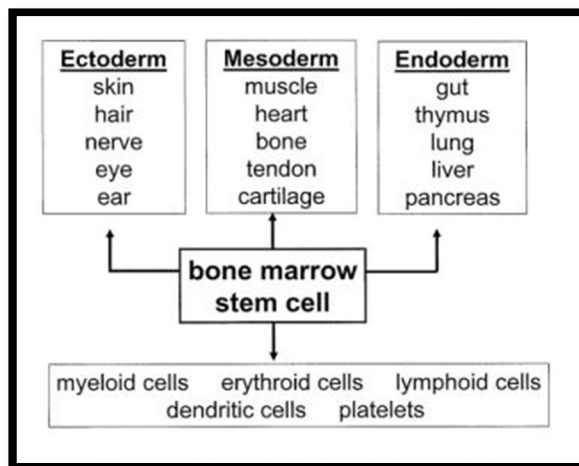 Ectoderm
skin
hair
nerve
eye
ear
Mesoderm
muscle
heart
bone
tendon
cartilage
Endoderm
gut
thymus
lung
liver
pancreas
bone marrow
stem cell
myeloid cells erythroid cells lymphoid cells
dendritic cells platelets